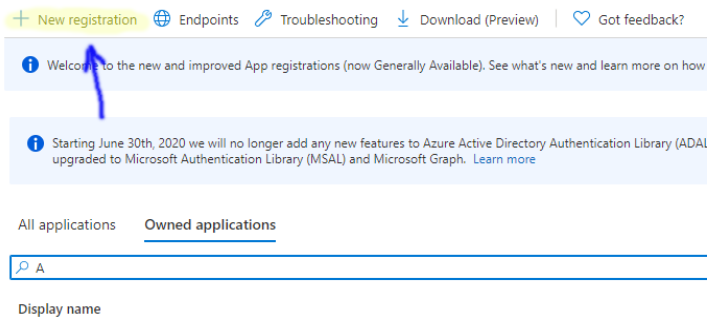 + New registration Endpoints Troubleshooting Download (Preview) Got feedback?
Welcome to the new and improved App registrations (now Generally Available). See what's new and learn more on how
Starting June 30th, 2020 we will no longer add any new features to Azure Active Directory Authentication Library (ADAL
upgraded to Microsoft Authentication Library (MSAL) and Microsoft Graph. Learn more
All applications Owned applications
A
Display name